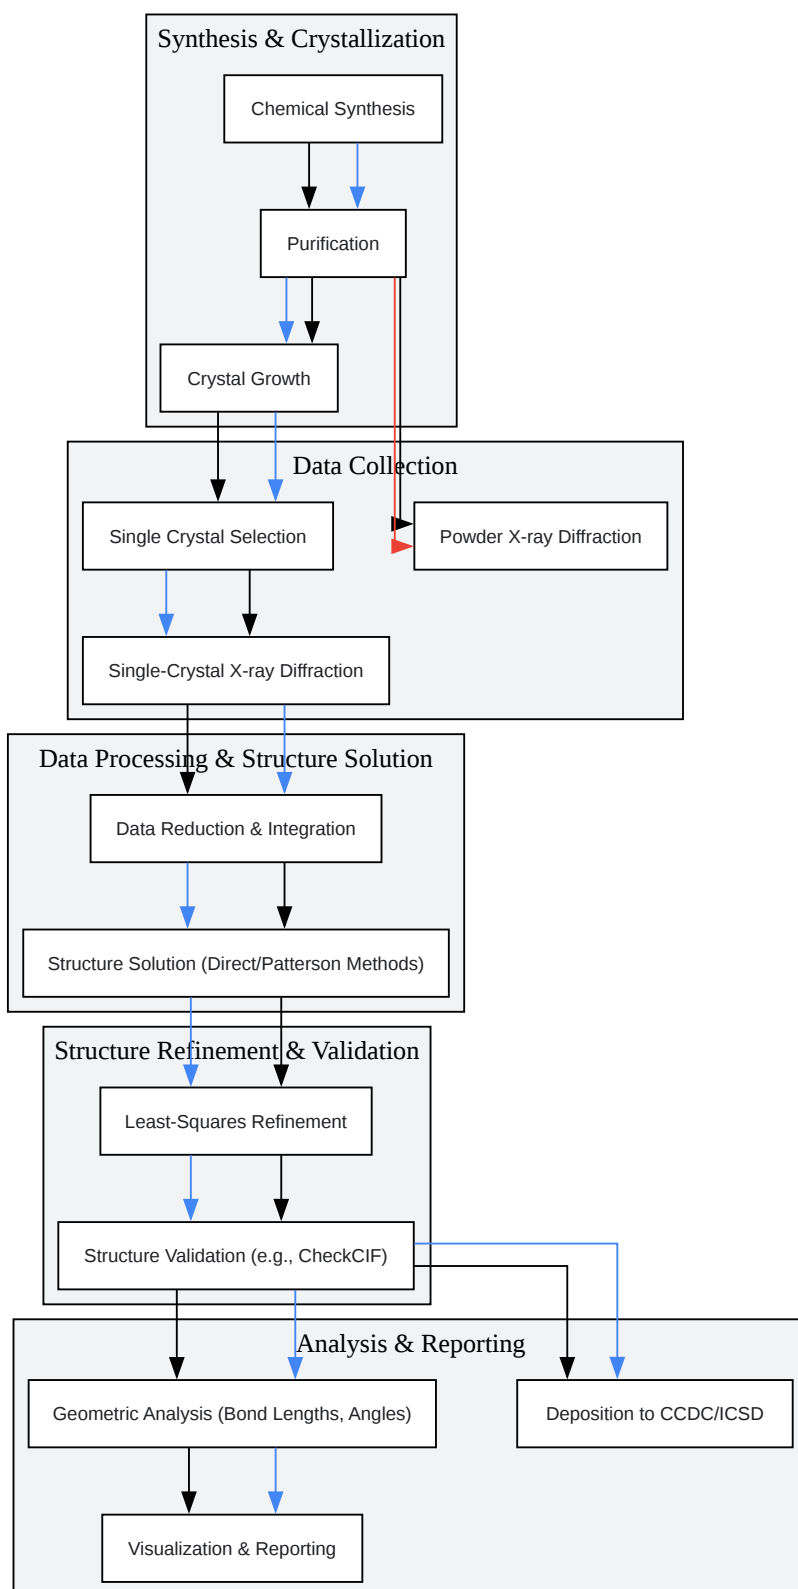 Synthesis & Crystallization
Chemical Synthesis
Purification
Crystal Growth
Data Collection
Single Crystal Selection
Powder X-ray Diffraction
Single-Crystal X-ray Diffraction
Data Processing & Structure Solution
Data Reduction & Integration
Structure Solution (Direct/Patterson Methods)
Structure Refinement & Validation
Least-Squares Refinement
Structure Validation (e.g., CheckCIF)
Analysis & Reporting
Geometric Analysis (Bond Lengths, Angles)
Deposition to CCDC/ICSD
Visualization & Reporting